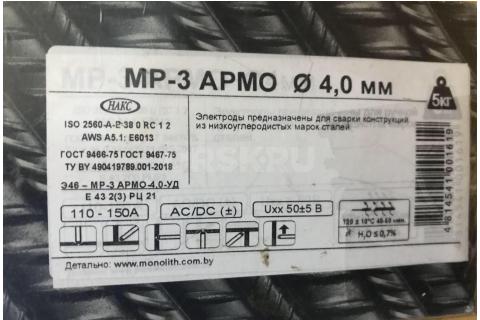 МР-3 АРМО Ø 4,0 мм
5кг
НАКС
ISO 2560-A-E 38 0 RC 1 2
AWS A5.1: E6013
ГОСТ 9466-75 ГОСТ 9467-75
TY BY 490419789.001-2018
Электроды предназначены для сварки конструкций
из низкоуглеродистых марок сталей
Э46 – МР-3 АРМО-4,0-УД
Е 43 2(3) РЦ 21
110 - 150А
AC/DC (±)
Uxx 50±5 В
H₂O ≤ 0,7%
Детально: www.monolith.com.by